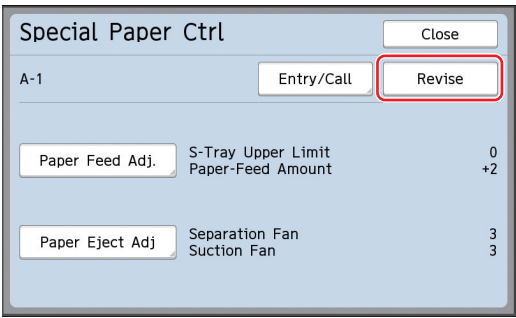 Special Paper Ctrl
Close
A-1
Entry/Call
Revise
Paper Feed Adj.
S-Tray Upper Limit 0
Paper-Feed Amount +2
Paper Eject Adj
Separation Fan 3
Suction Fan 3